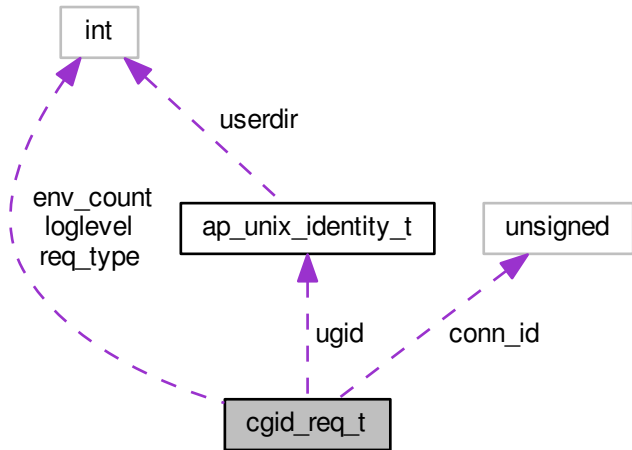 int
userdir
env_count
loglevel
req_type
ap_unix_identity_t
unsigned
ugid
conn_id
cgid_req_t